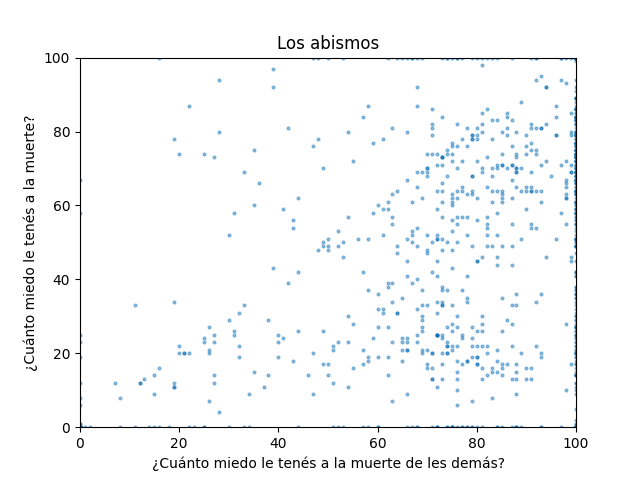 Los abismos
¿Cuánto miedo le tenés a la muerte?
100
80
60
40
20
0
0 20 40 60 80 100
¿Cuánto miedo le tenés a la muerte de les demás?